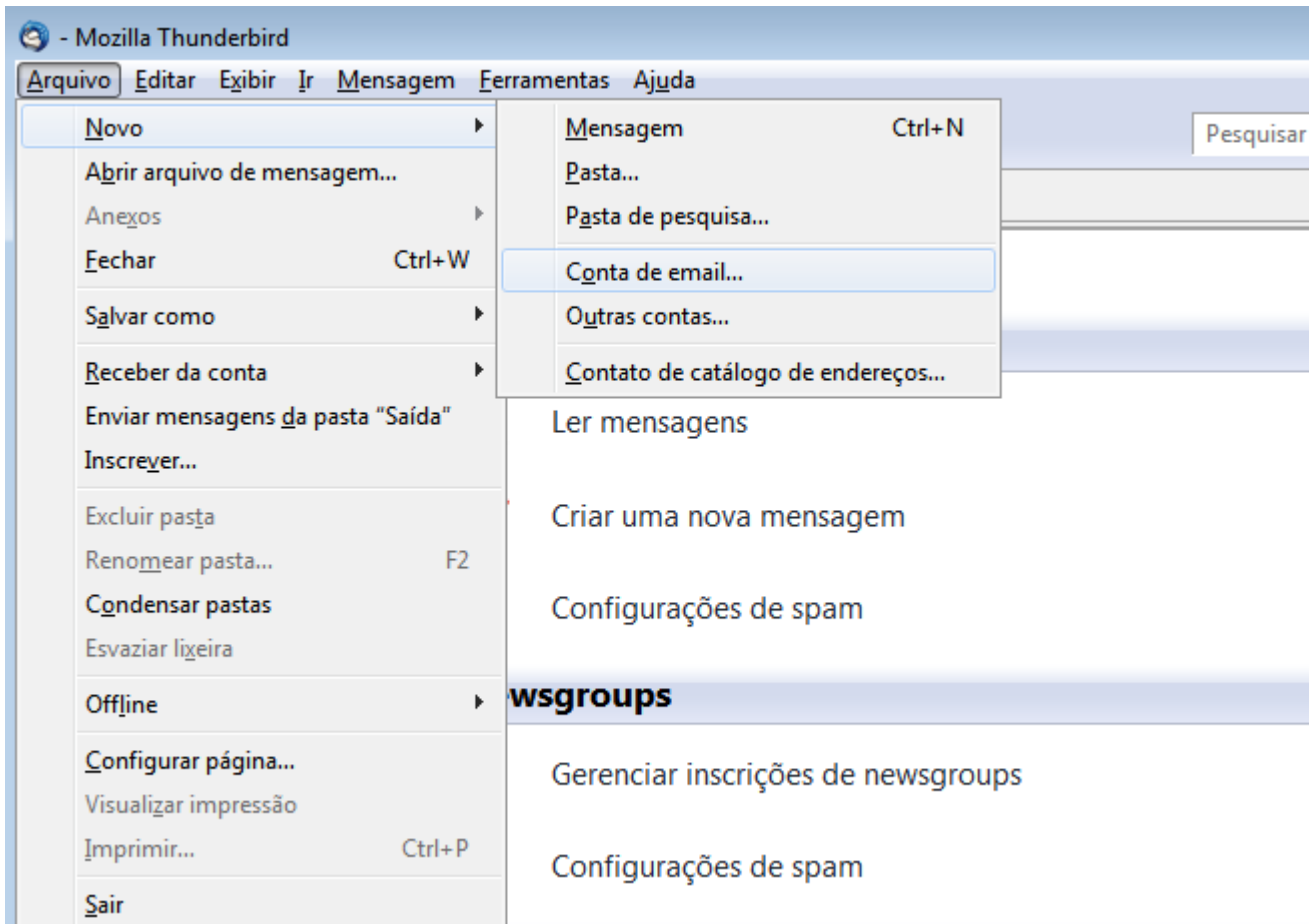 - Mozilla Thunderbird
Arquivo Editar Exibir Ir Mensagem Ferramentas Ajuda
Pesquisar
Novo
Abrir arquivo de mensagem...
Anexos
Fechar Ctrl+W
Salvar como
Receber da conta
Enviar mensagens da pasta “Saída”
Inscrever...
Excluir pasta
Renomear pasta... F2
Condensar pastas
Esvaziar lixeira
Offline
Configurar página...
Visualizar impressão
Imprimir... Ctrl+P
Sair
Mensagem Ctrl+N
Pasta...
Pasta de pesquisa...
Conta de email...
Outras contas...
Contato de catálogo de endereços...
Ler mensagens
Criar uma nova mensagem
Configurações de spam
wsgroups
Gerenciar inscrições de newsgroups
Configurações de spam